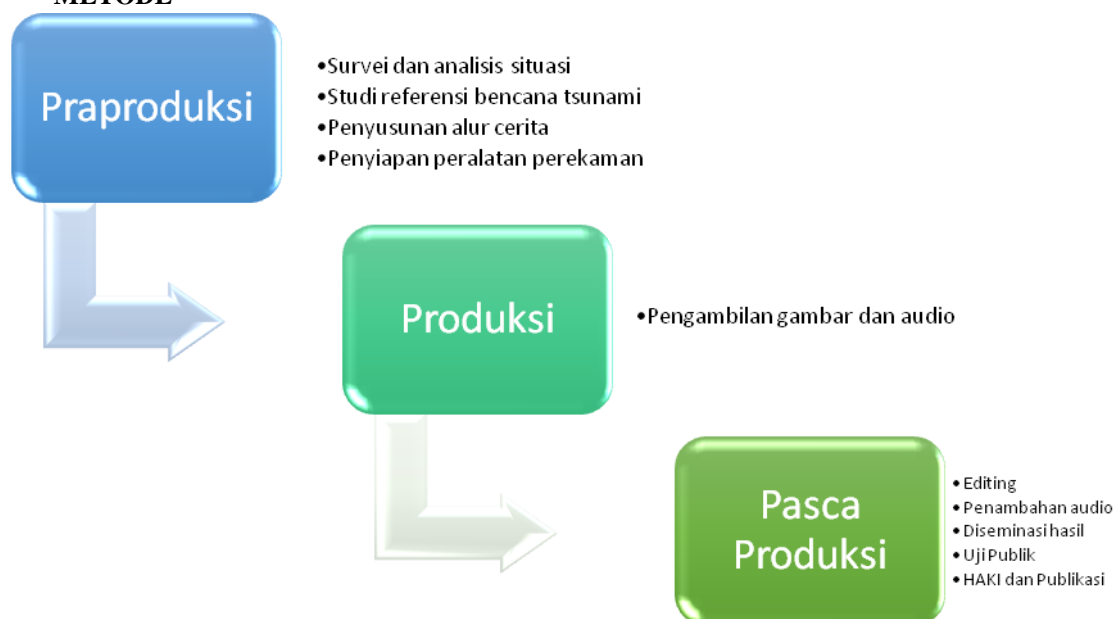 METODE
Praproduksi
•Survei dan analisis situasi
•Studi referensi bencana tsunami
•Penyusunan alur cerita
•Penyiapan peralatan perekaman
Produksi
•Pengambilan gambar dan audio
Pasca
Produksi
•Editing
•Penambahan audio
•Diseminasi hasil
•Uji Publik
•HAKI dan Publikasi